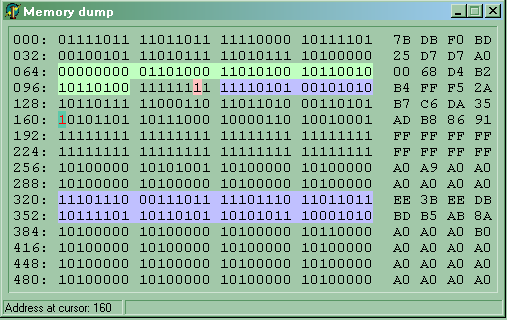 Memory dump
000: 01111011 11011011 11110000 10111101 7B DB F0 BD
032: 00100101 11010111 11010111 10100000 25 D7 D7 A0
064: 00000000 01101000 11010100 10110010 00 68 D4 B2
096: 10110100 11111111 11110101 00101010 B4 FF F5 2A
128: 10110111 11000110 11011010 00110101 B7 C6 DA 35
160: 10101101 10111000 10000110 10010001 AD B8 86 91
192: 11111111 11111111 11111111 11111111 FF FF FF FF
224: 11111111 11111111 11111111 11111111 FF FF FF FF
256: 10100000 10101001 10100000 10100000 A0 A9 A0 A0
288: 10100000 10100000 10100000 10100000 A0 A0 A0 A0
320: 11101110 00111011 11101110 11011011 EE 3B EE DB
352: 10111101 10110101 10101011 10001010 BD B5 AB 8A
384: 10100000 10100000 10100000 10110000 A0 A0 A0 B0
416: 10100000 10100000 10100000 10100000 A0 A0 A0 A0
448: 10100000 10100000 10100000 10100000 A0 A0 A0 A0
480: 10100000 10100000 10100000 10100000 A0 A0 A0 A0
Address at cursor: 160